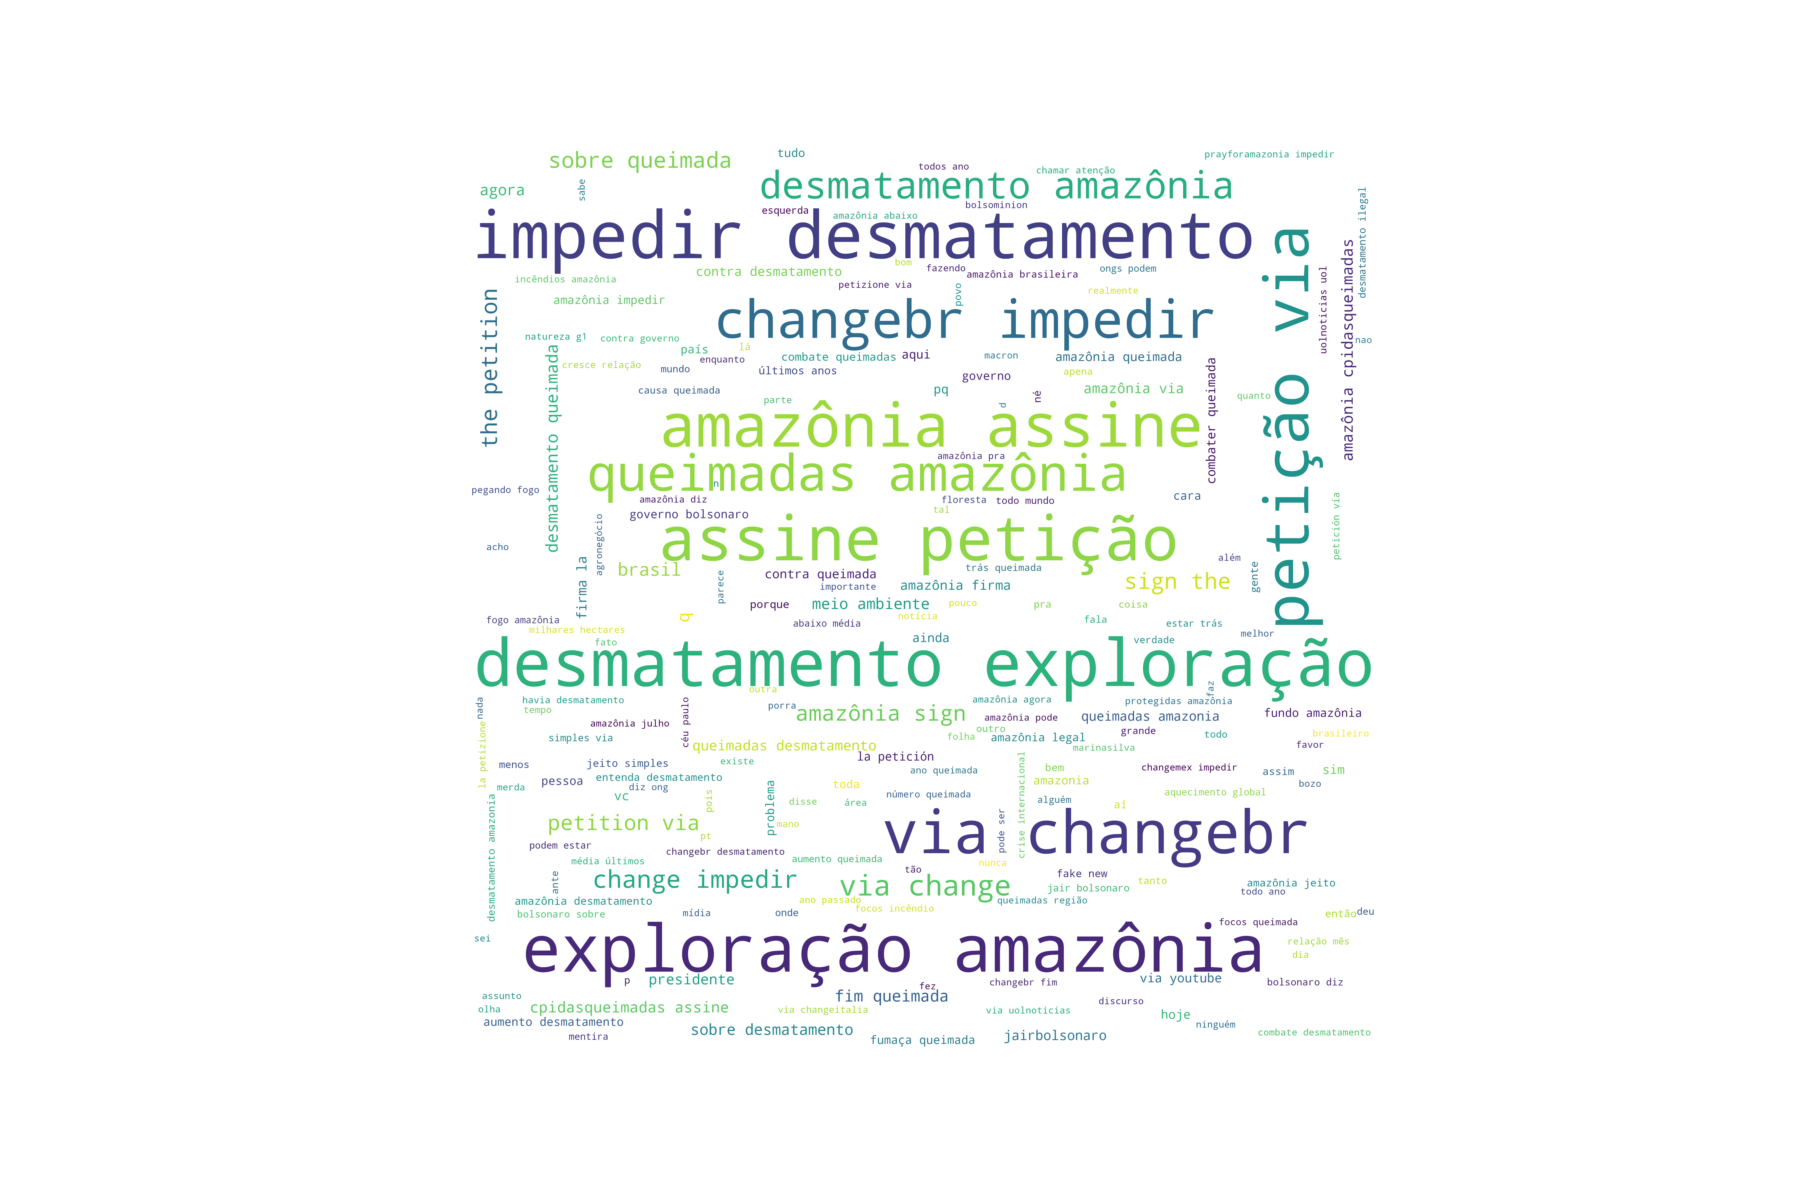 sobre queimada
tudo
todos ano
prayforamazonia impedir
chamar atenção
agora
sabe
desmatamento amazônia
bolsominion
esquerda
amazônia abaixo
impedir desmatamento
petição via
desmatamento ilegal
amazônia cpidasqueimadas
uolnoticias uol
nao
incêndios amazônia
contra desmatamento
bom
fazendo
amazônia brasileira
ongs podem
petizione via
povo
realmente
the petition
amazônia impedir
changebr impedir
natureza g1
contra governo
país
lá
enquanto
combate queimadas
aqui
macron
amazônia queimada
cresce relação
mundo
últimos anos
governo
apena
desmatamento queimada
causa queimada
pq
né
amazônia via
combater queimada
quanto
parte
d
amazônia assine
amazônia pra
queimadas amazônia
n
pegando fogo
amazônia diz
floresta
todo mundo
cara
governo bolsonaro
tal
petición vía
agronegócio
assine petição
acho
firma la
brasil
parece
contra queimada
trás queimada
além
gente
importante
amazônia firma
sign the
porque
meio ambiente
pouco
pra
coisa
fogo amazônia
q
abaixo média
notícia
fala
estar trás
milhares hectares
fato
ainda
verdade
melhor
desmatamento exploração
outra
faz
nada
havia desmatamento
porra
amazônia agora
protegidas amazônia
tempo
amazônia julho
céu paulo
amazônia sign
amazônia pode
queimadas amazonia
fundo amazônia
outro
grande
simples via
folha
amazônia legal
todo
brasileiro
la petizione
queimadas desmatamento
marinasilva
favor
menos
jeito simples
existe
la petición
ano queimada
crise internacional
bem
changemex impedir
assim
sim
pessoa
entenda desmatamento
merda
diz ong
toda
amazonia
bozo
vc
pois
problema
disse
área
número queimada
alguém
aí
aquecimento global
desmatamento amazonia
petition via
mano
pt
via changebr
pode ser
podem estar
changebr desmatamento
média últimos
aumento queimada
nunca
tão
ante
change impedir
via change
fake new
tanto
amazônia jeito
jair bolsonaro
todo ano
amazônia desmatamento
ano passado
queimadas região
bolsonaro sobre
mídia
onde
focos incêndio
então
deu
focos queimada
sei
exploração amazônia
relação mês
dia
p
presidente
fez
changebr fim
via youtube
bolsonaro diz
assunto
fim queimada
discurso
olha
cpidasqueimadas assine
via changeitalia
via uolnoticias
hoje
aumento desmatamento
sobre desmatamento
ninguém
mentira
fumaça queimada
jairbolsonaro
combate desmatamento